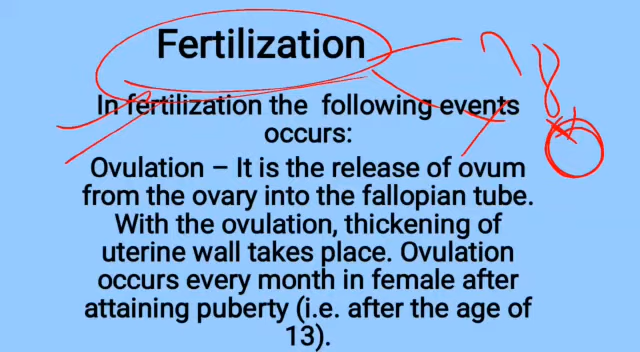 Fertilization
In fertilization the following events
occurs:
Ovulation – It is the release of ovum
from the ovary into the fallopian tube.
With the ovulation, thickening of
uterine wall takes place. Ovulation
occurs every month in female after
attaining puberty (i.e. after the age of
13).